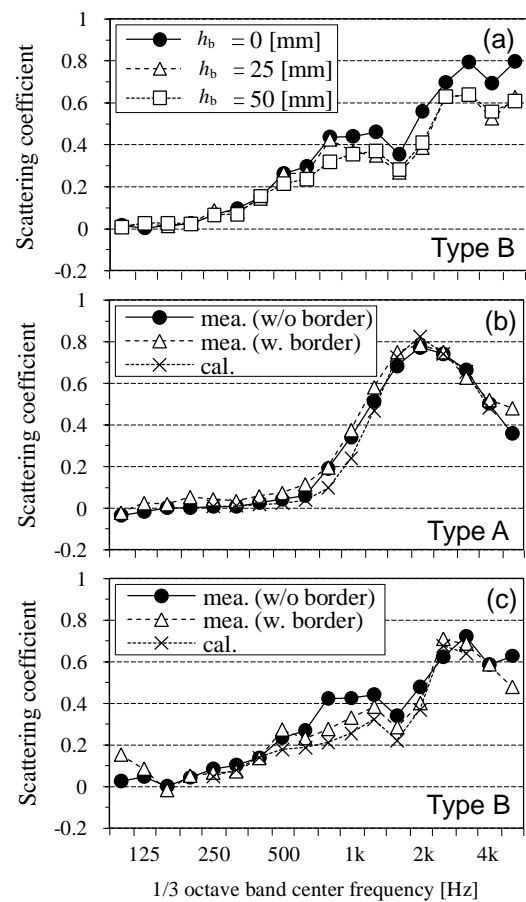 (a)
h_b = 0 [mm]
h_b = 25 [mm]
h_b = 50 [mm]
1
0.8
0.6
0.4
0.2
0
-0.2
Scattering coefficient
Type B
(b)
mea. (w/o border)
mea. (w. border)
cal.
1
0.8
0.6
0.4
0.2
0
-0.2
Scattering coefficient
Type A
(c)
mea. (w/o border)
mea. (w. border)
cal.
1
0.8
0.6
0.4
0.2
0
-0.2
Scattering coefficient
Type B
125 250 500 1k 2k 4k
1/3 octave band center frequency [Hz]